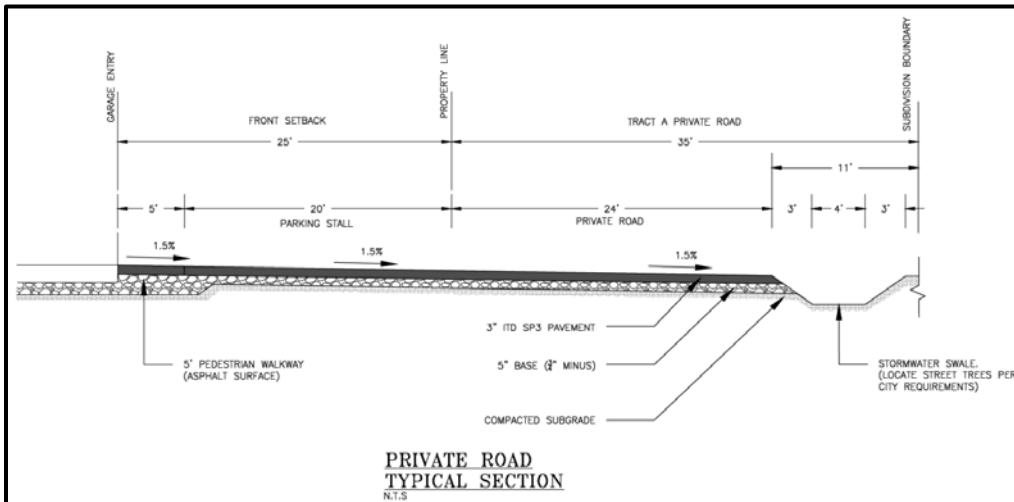 GARAGE ENTRY
PROPERTY LINE
SUBDIVISION BOUNDARY
FRONT SETBACK
TRACT A PRIVATE ROAD
25'
35'
11'
5'
20'
24'
3'
4'
3'
PARKING STALL
PRIVATE ROAD
1.5%
1.5%
1.5%
3" ITD SP3 PAVEMENT
5' PEDESTRIAN WALKWAY
(ASPHALT SURFACE)
5" BASE (¾" MINUS)
STORMWATER SWALE.
(LOCATE STREET TREES PER
CITY REQUIREMENTS)
COMPACTED SUBGRADE
PRIVATE ROAD
TYPICAL SECTION
N.T.S